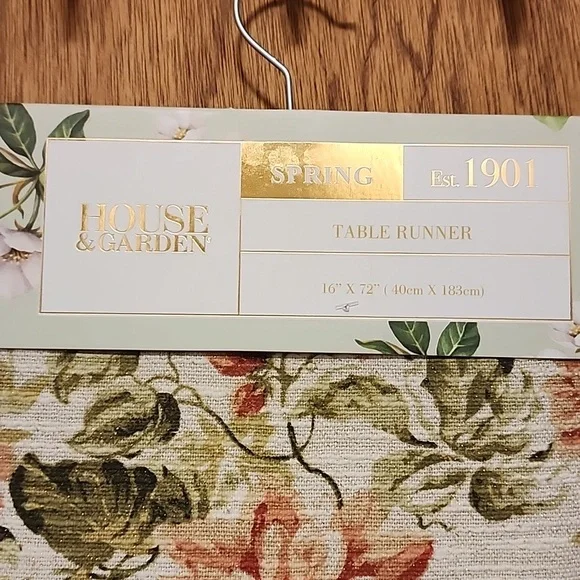 HOUSE
& GARDEN
SPRING
Est. 1901
TABLE RUNNER
16” X 72” ( 40cm X 183cm)